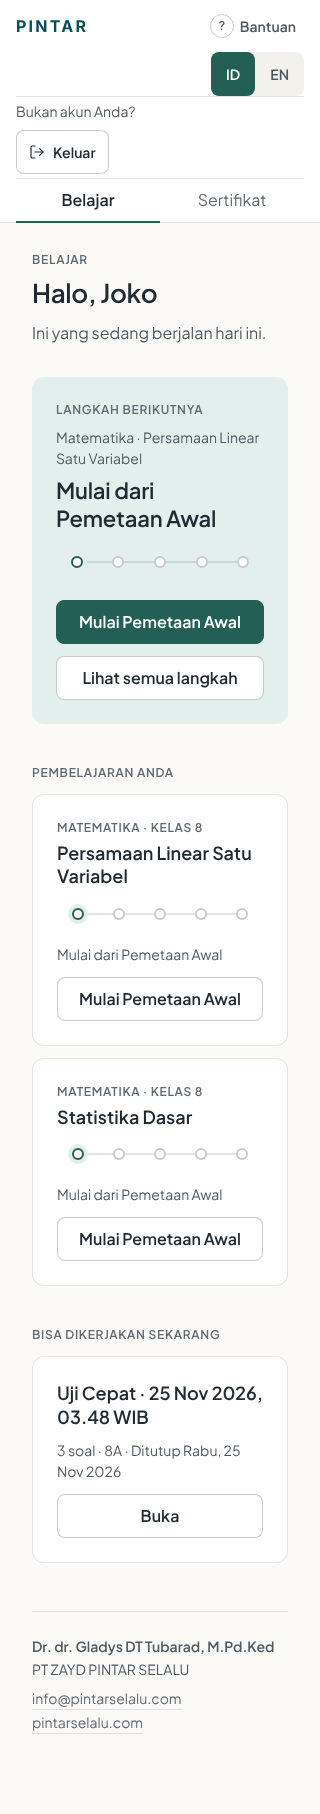 PINTAR
? Bantuan
ID EN
Bukan akun Anda?
Keluar
Belajar Sertifikat
BELAJAR
Halo, Joko
Ini yang sedang berjalan hari ini.
LANGKAH BERIKUTNYA
Matematika · Persamaan Linear
Satu Variabel
Mulai dari
Pemetaan Awal
Mulai Pemetaan Awal
Lihat semua langkah
PEMBELAJARAN ANDA
MATEMATIKA · KELAS 8
Persamaan Linear Satu
Variabel
Mulai dari Pemetaan Awal
Mulai Pemetaan Awal
MATEMATIKA · KELAS 8
Statistika Dasar
Mulai dari Pemetaan Awal
Mulai Pemetaan Awal
BISA DIKERJAKAN SEKARANG
Uji Cepat · 25 Nov 2026,
03.48 WIB
3 soal · 8A · Ditutup Rabu, 25
Nov 2026
Buka
Dr. dr. Gladys DT Tubarad, M.Pd.Ked
PT ZAYD PINTAR SELALU
info@pintarselalu.com
pintarselalu.com